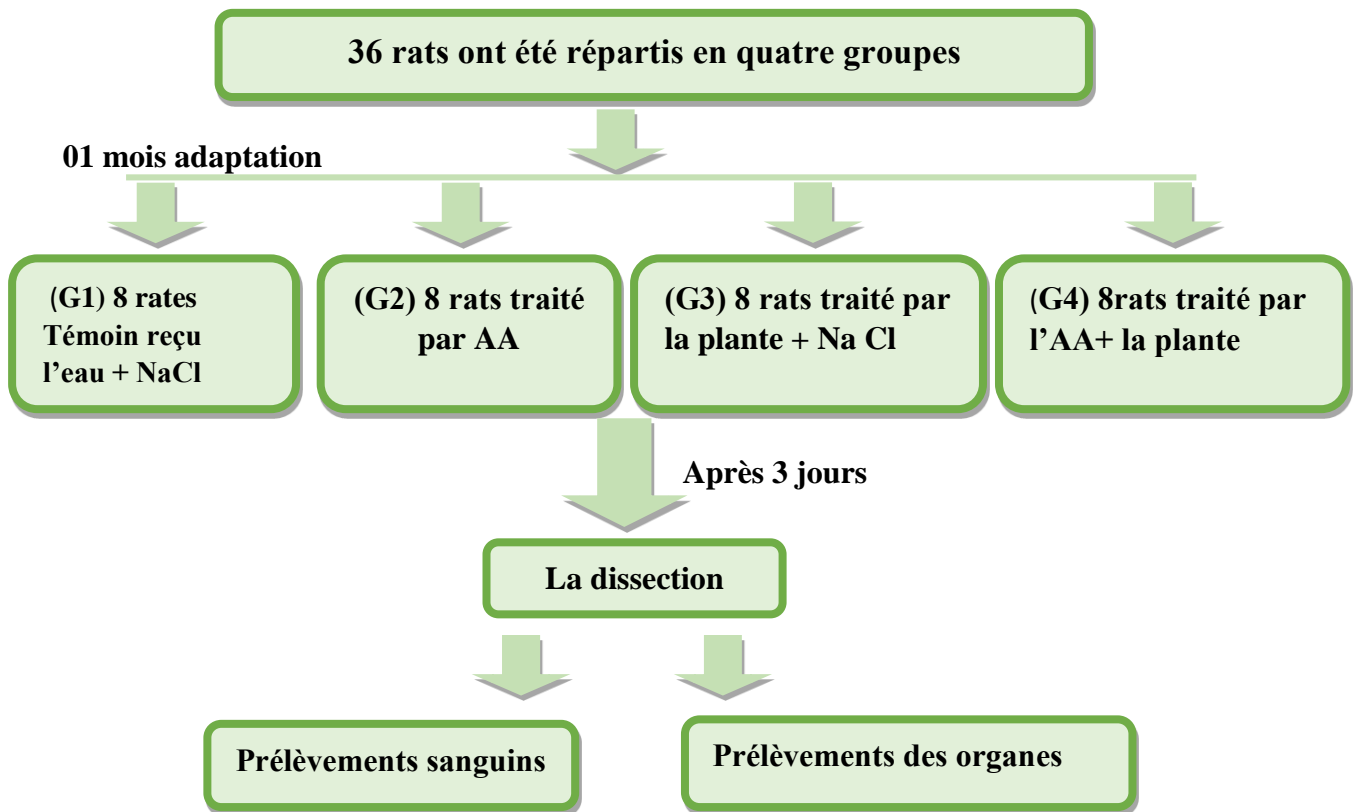 36 rats ont été répartis en quatre groupes
01 mois adaptation
(G1) 8 rates
Témoin reçu
l’eau + NaCl
(G2) 8 rats traité
par AA
(G3) 8 rats traité par
la plante + Na Cl
(G4) 8rats traité par
l’AA+ la plante
Après 3 jours
La dissection
Prélèvements sanguins
Prélèvements des organes